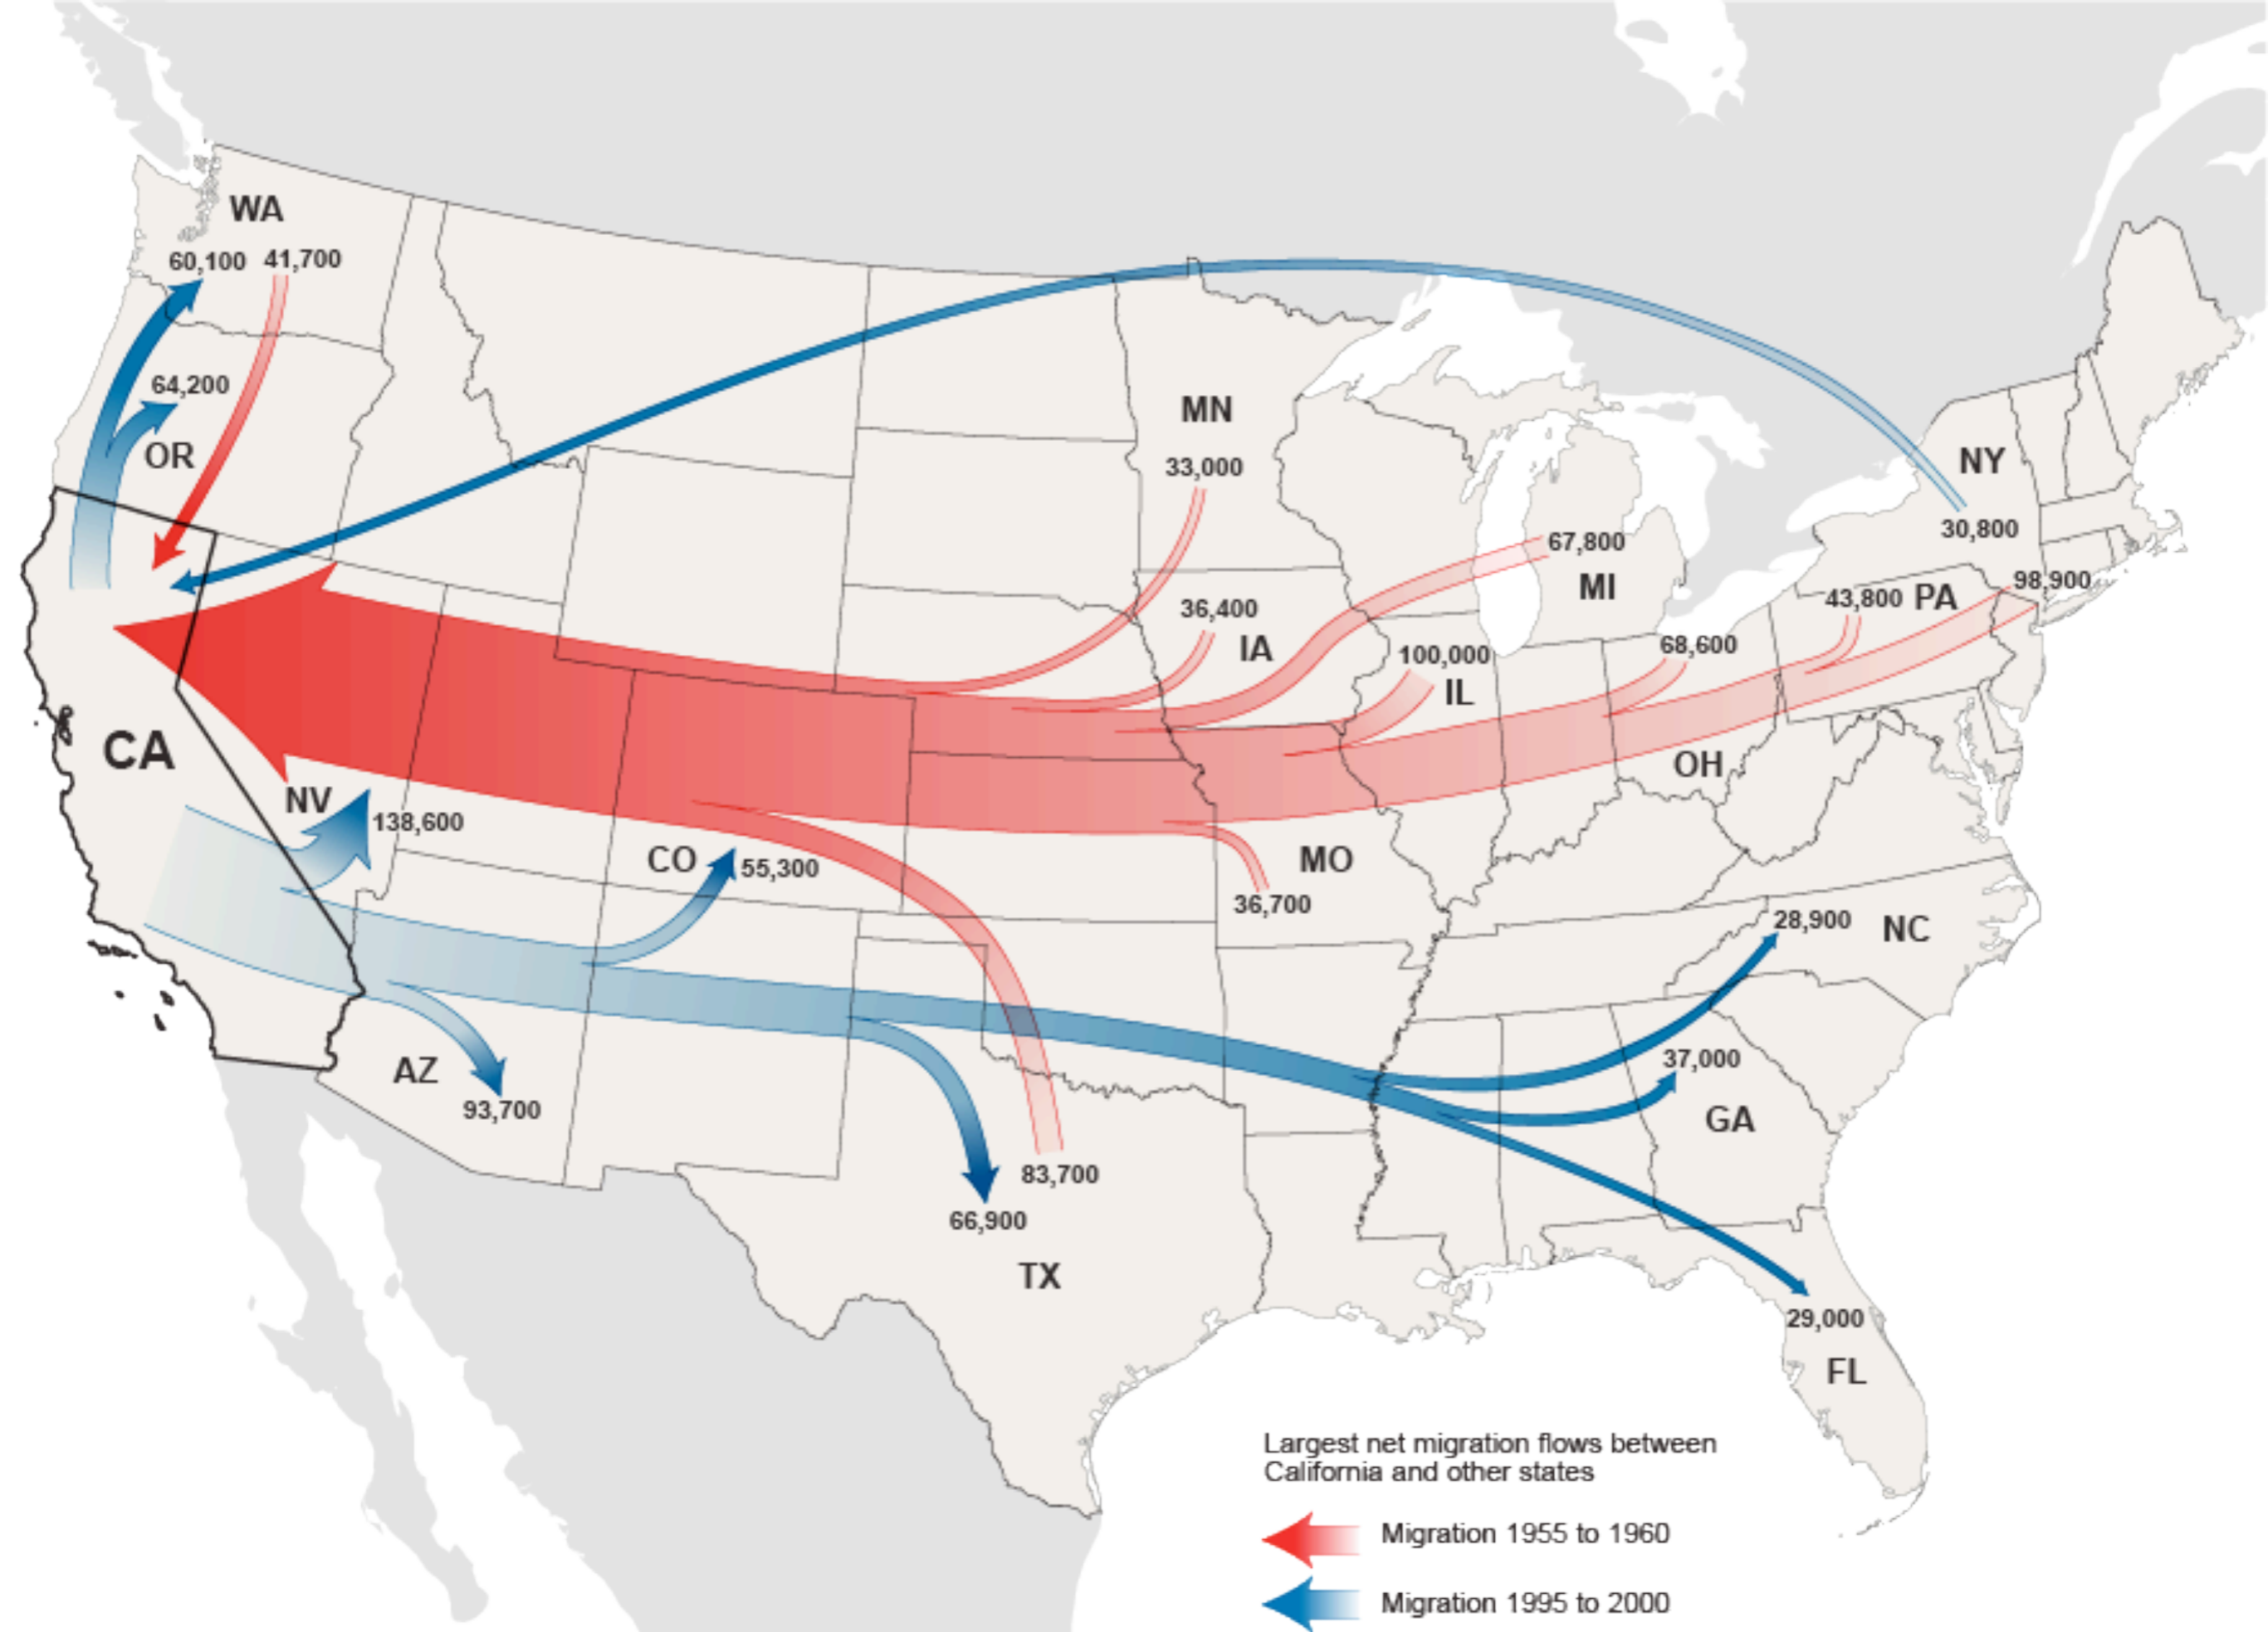 WA
60,100
41,700
64,200
OR
MN
33,000
NY
30,800
67,800
MI
98,900
43,800
PA
36,400
IA
68,600
100,000
IL
OH
CA
NV
138,600
CO
55,300
MO
36,700
28,900
NC
37,000
GA
AZ
93,700
83,700
66,900
TX
29,000
FL
Largest net migration flows between
California and other states
Migration 1955 to 1960
Migration 1995 to 2000